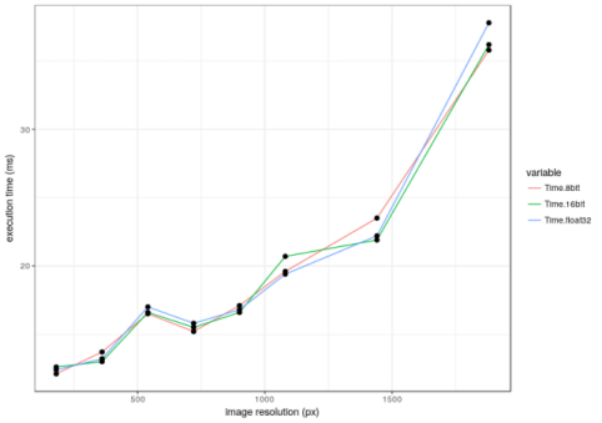 30
20
execution time (ms)
500
1000
1500
image resolution (px)
variable
Time.8bit
Time.16bit
Time.float32